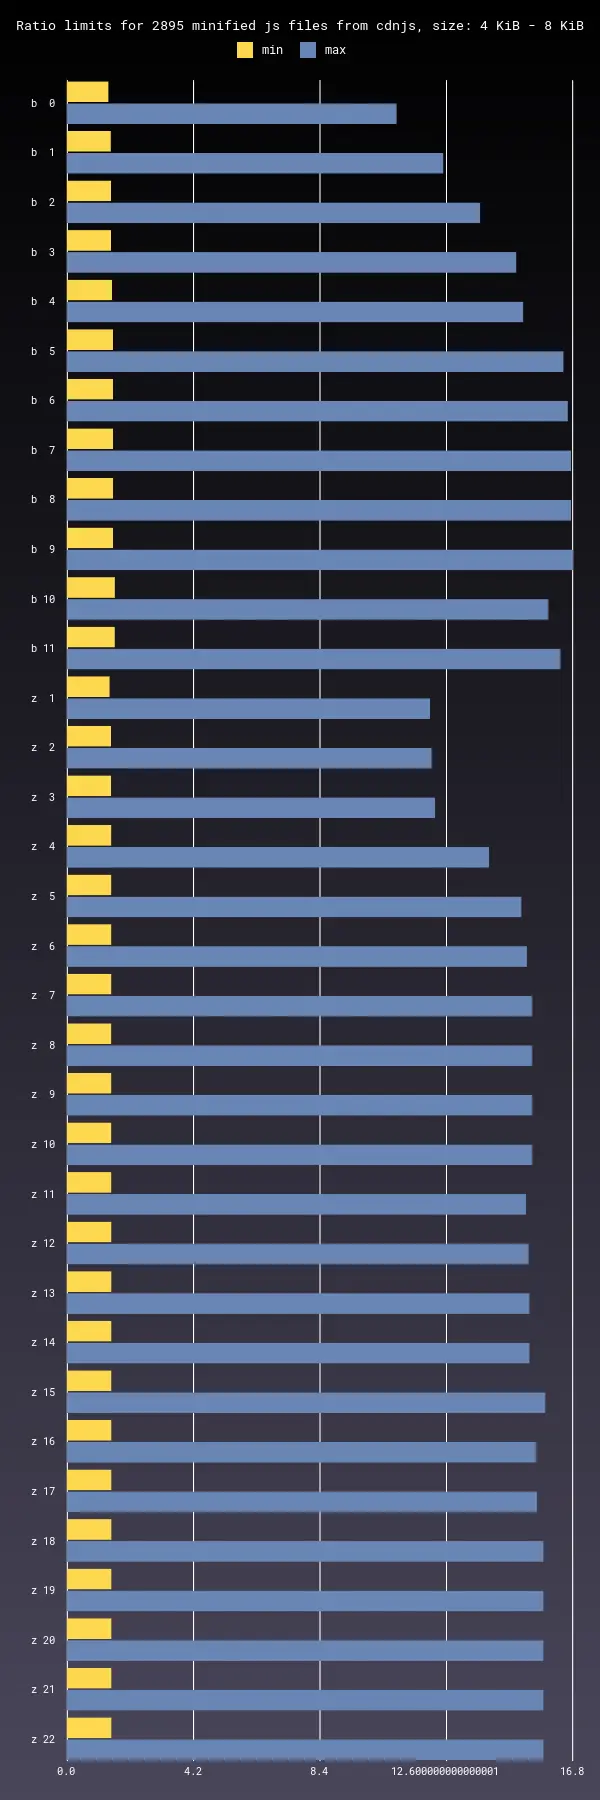 Ratio limits for 2895 minified js files from cdnjs, size: 4 KiB - 8 KiB
min max
b 0
b 1
b 2
b 3
b 4
b 5
b 6
b 7
b 8
b 9
b 10
b 11
z 1
z 2
z 3
z 4
z 5
z 6
z 7
z 8
z 9
z 10
z 11
z 12
z 13
z 14
z 15
z 16
z 17
z 18
z 19
z 20
z 21
z 22
0.0 4.2 8.4 12.600000000000001 16.8